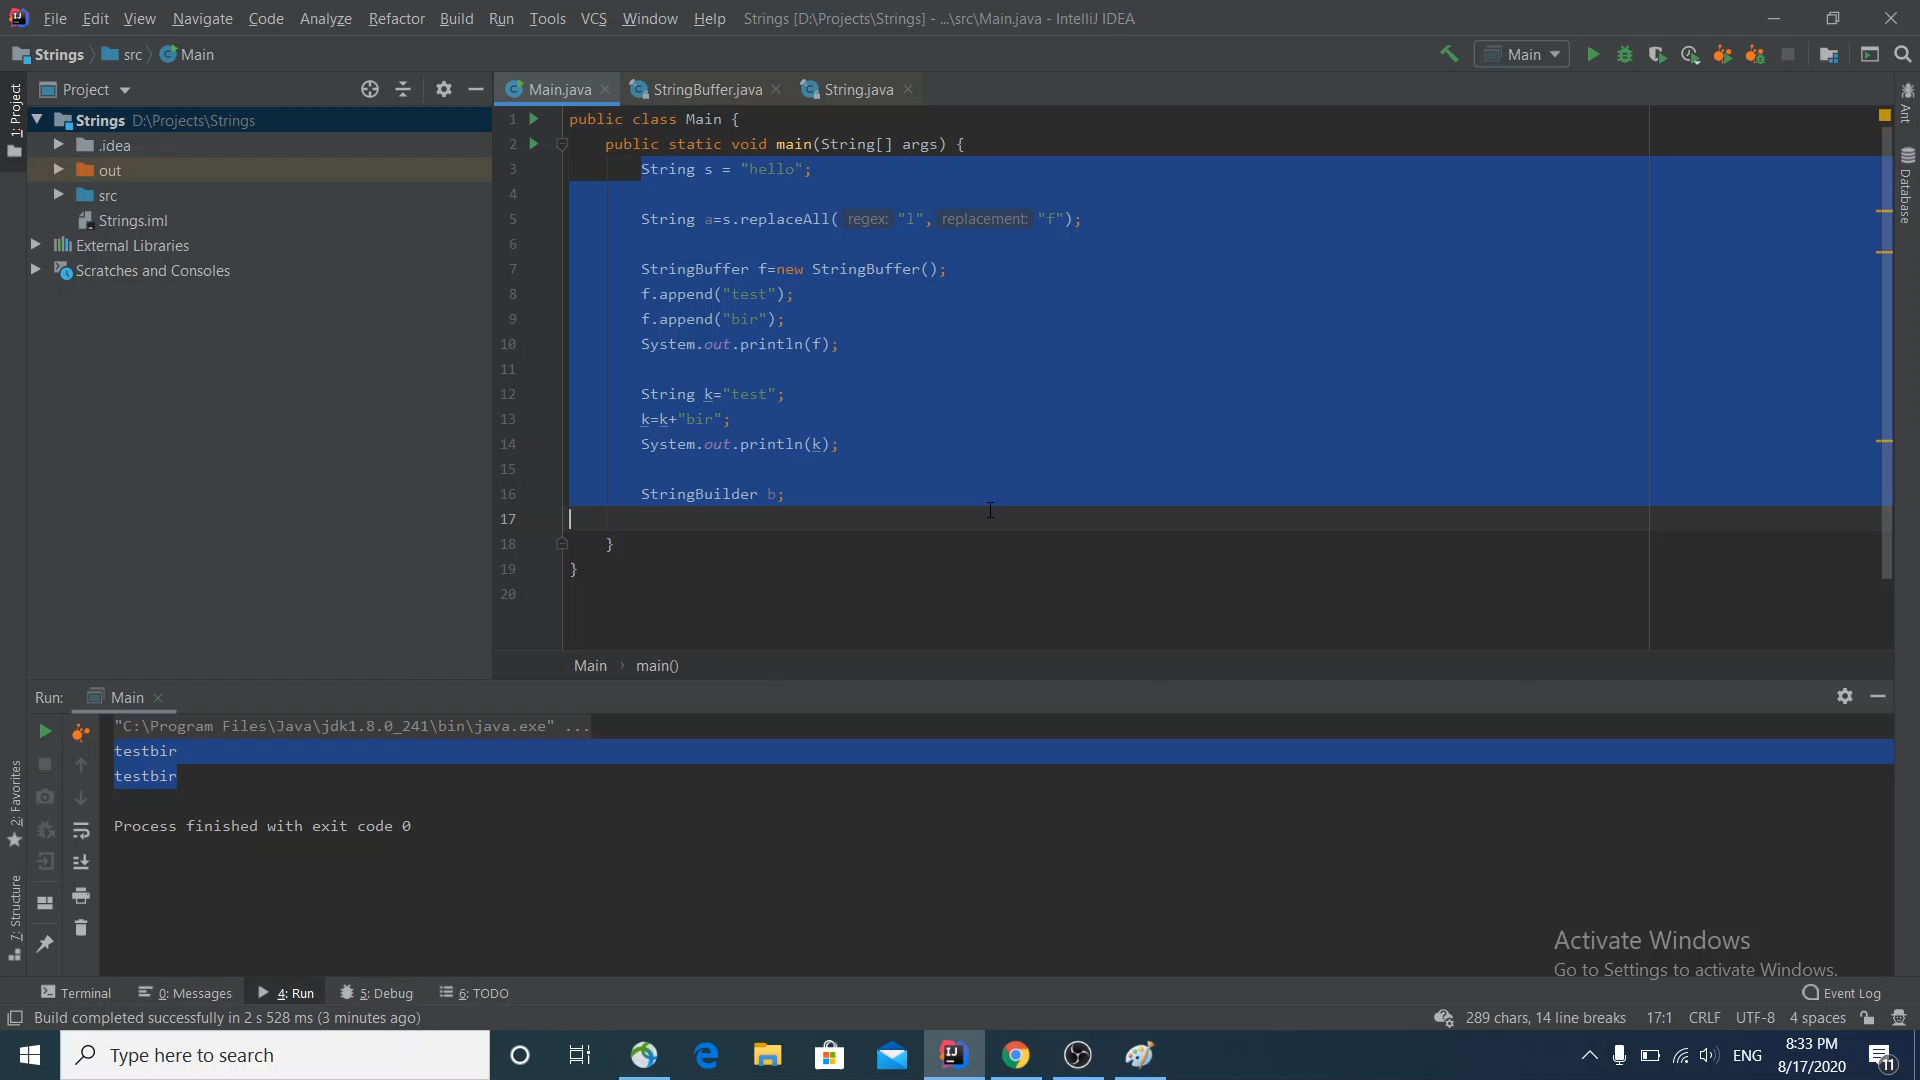 File Edit View Navigate Code Analyze Refactor Build Run Tools VCS Window Help Strings [D:\Projects\Strings] - ...\src\Main.java - IntelliJ IDEA
Strings src Main
Main
1: Project
Project
Main.java StringBuffer.java String.java
Strings D:\Projects\Strings
.idea
out
src
Strings.iml
External Libraries
Scratches and Consoles
1 public class Main {
2 public static void main(String[] args) {
3 String s = "hello";
4
5 String a=s.replaceAll( regex: "l", replacement: "f");
6
7 StringBuffer f=new StringBuffer();
8 f.append("test");
9 f.append("bir");
10 System.out.println(f);
11
12 String k="test";
13 k=k+"bir";
14 System.out.println(k);
15
16 StringBuilder b;
17
18 }
19 }
20
Ant
Database
Main main()
Run: Main
"C:\Program Files\Java\jdk1.8.0_241\bin\java.exe" ...
testbir
testbir
Process finished with exit code 0
2: Favorites
7: Structure
Activate Windows
Go to Settings to activate Windows.
Terminal 0: Messages 4: Run 5: Debug 6: TODO Event Log
Build completed successfully in 2 s 528 ms (3 minutes ago) 289 chars, 14 line breaks 17:1 CRLF UTF-8 4 spaces
Type here to search
ENG
8:33 PM
8/17/2020
11